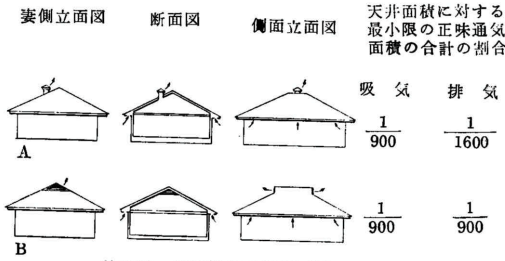 妻側立面図
断面図
側面立面図
天井面積に対する
最小限の正味通気
面積の合計の割合
吸気
排気
A
1/900
1/1600
B
1/900
1/900